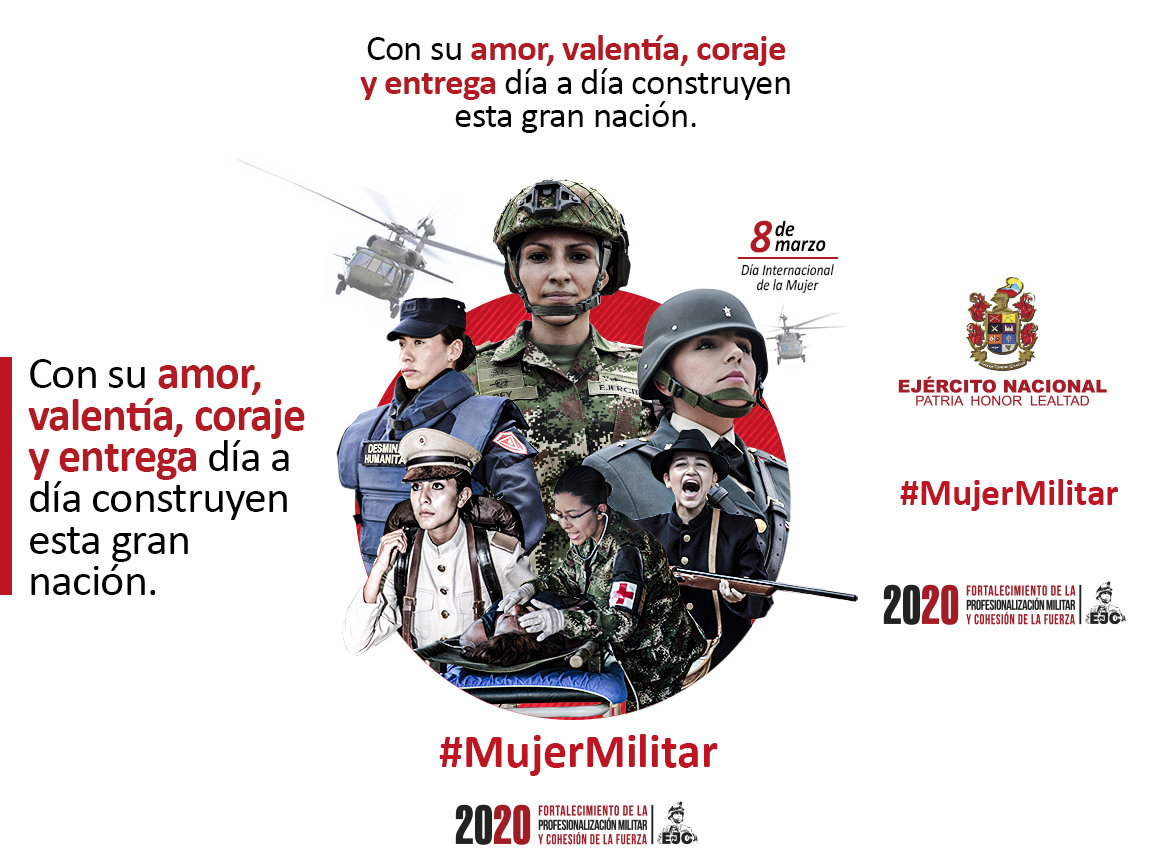 Con su amor, valentía, coraje
y entrega día a día construyen
esta gran nación.
8 de
marzo
Día Internacional
de la Mujer
Con su amor,
valentía, coraje
y entrega día a
día construyen
esta gran
nación.
EJÉRCITO
DESMIN
HUMANITA
EJÉRCITO NACIONAL
PATRIA HONOR LEALTAD
#MujerMilitar
2020 FORTALECIMIENTO DE LA
PROFESIONALIZACIÓN MILITAR
Y COHESIÓN DE LA FUERZA
EJC
#MujerMilitar
2020 FORTALECIMIENTO DE LA
PROFESIONALIZACIÓN MILITAR
Y COHESIÓN DE LA FUERZA
EJC